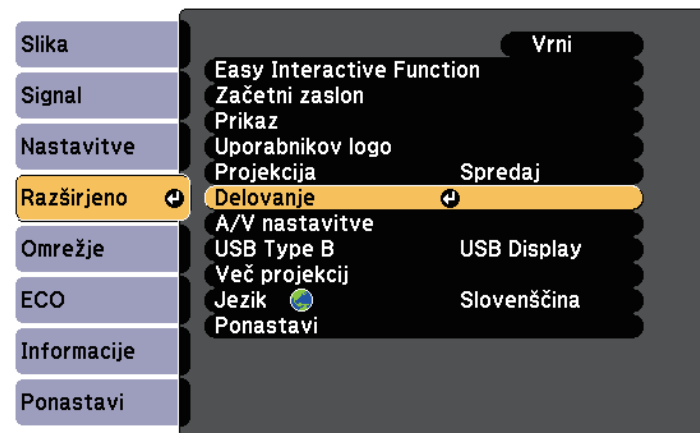 Slika
Signal
Nastavitve
Razširjeno
Omrežje
ECO
Informacije
Ponastavi
Vrni
Easy Interactive Function
Začetni zaslon
Prikaz
Uporabnikov logo
Projekcija Spredaj
Delovanje
A/V nastavitve
USB Type B USB Display
Več projekcij
Jezik Slovenščina
Ponastavi